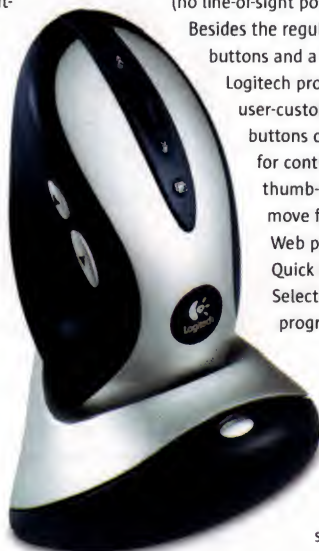 (no line-of-sight po
Besides the regu
buttons and a
Logitech pro
user-custo
buttons o
for cont
thumb-
move f
Web p
Quick
Select
progr
Logitech
s